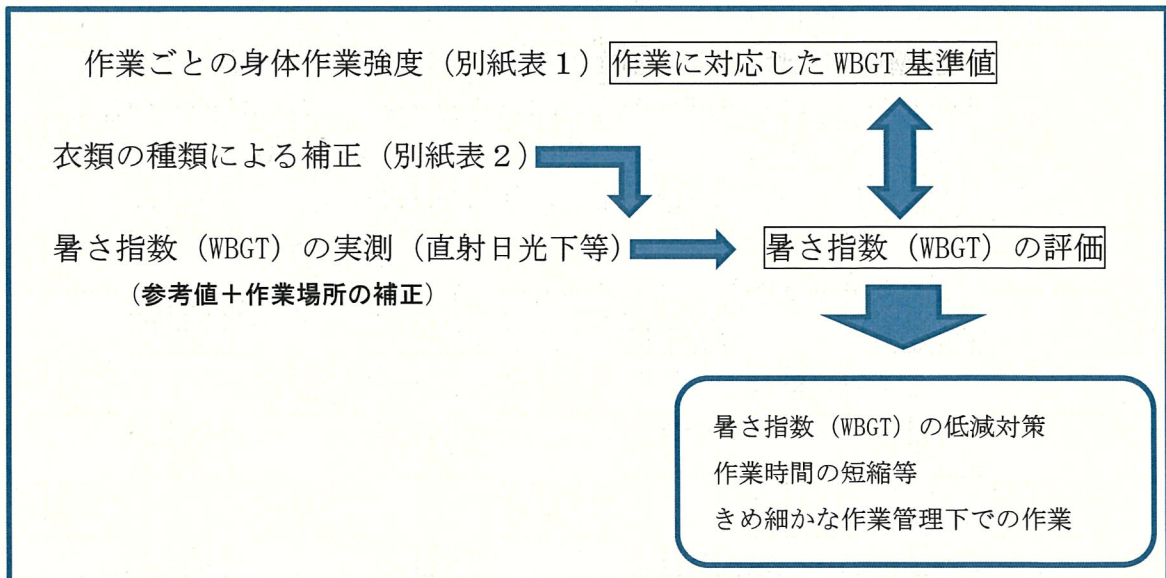 作業ごとの身体作業強度（別紙表１）作業に対応した WBGT 基準値
衣類の種類による補正（別紙表２）
暑さ指数（WBGT）の実測（直射日光下等）
暑さ指数（WBGT）の評価
（参考値＋作業場所の補正）
暑さ指数（WBGT）の低減対策
作業時間の短縮等
きめ細かな作業管理下での作業